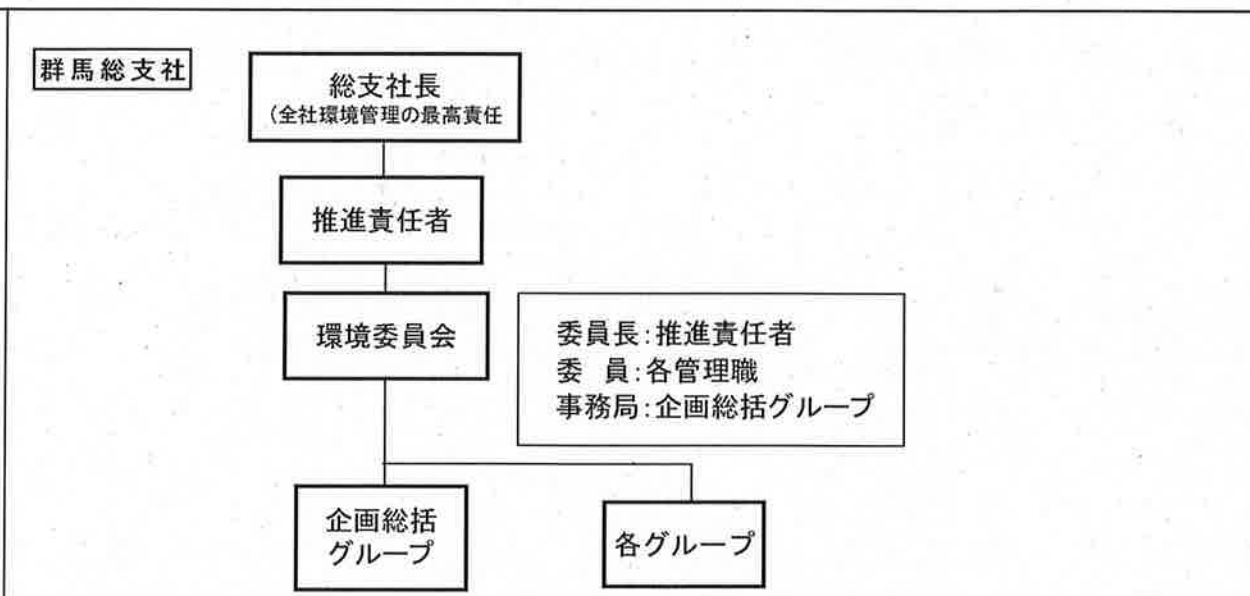 群馬総支社
総支社長
（全社環境管理の最高責任
推進責任者
環境委員会
委員長：推進責任者
委　員：各管理職
事務局：企画総括グループ
企画総括
グループ
各グループ